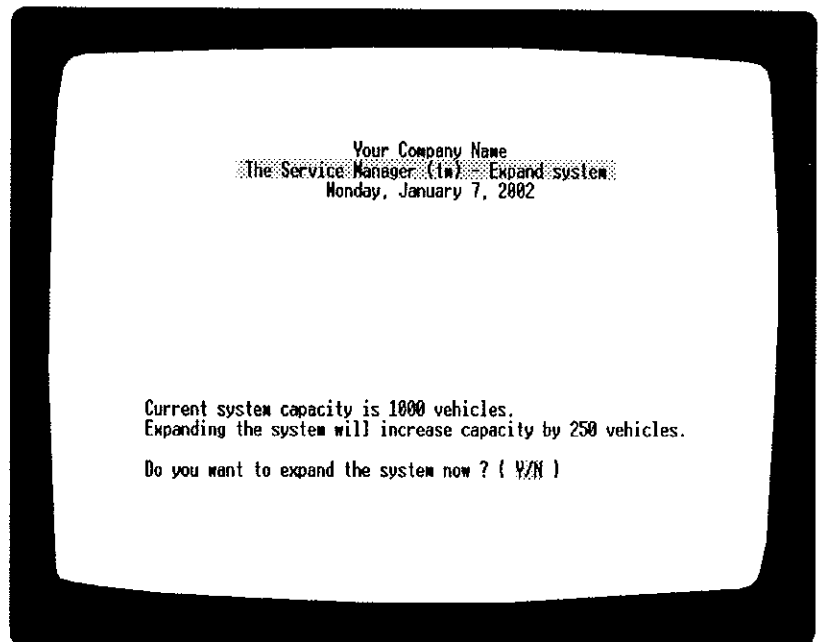 Your Company Name
The Service Manager (tm) - Expand system
Monday, January 7, 2002
Current system capacity is 1000 vehicles.
Expanding the system will increase capacity by 250 vehicles.
Do you want to expand the system now ? ( Y/N )